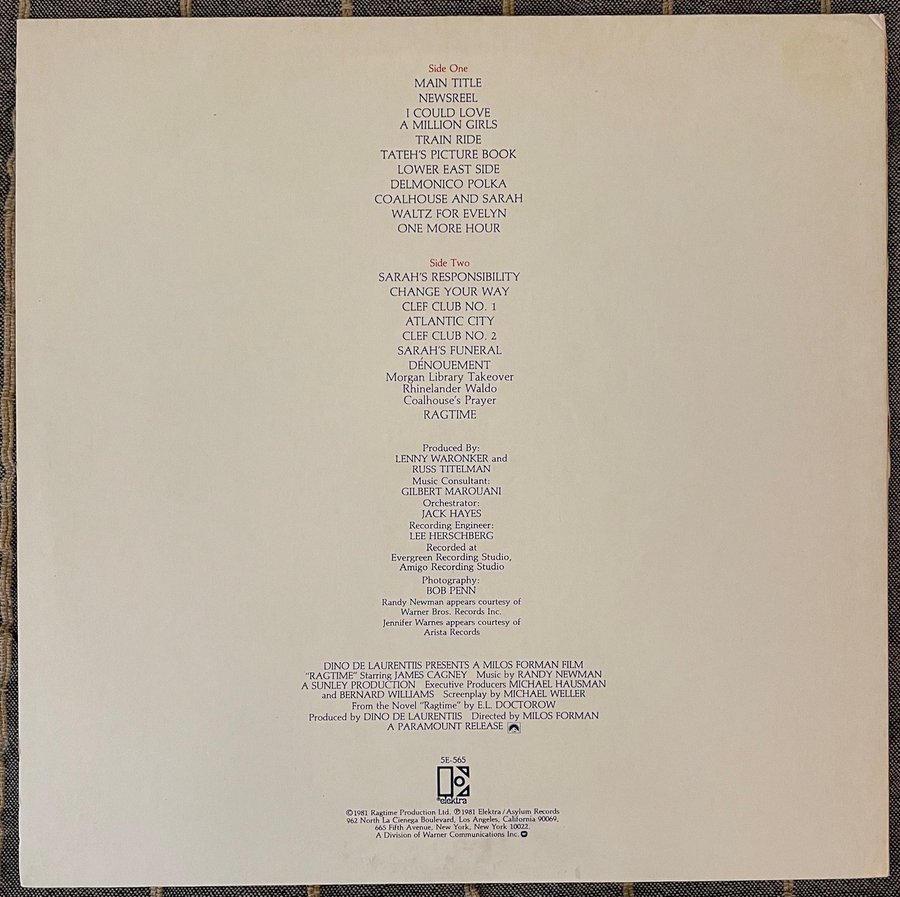 Side One
MAIN TITLE
NEWSREEL
I COULD LOVE
A MILLION GIRLS
TRAIN RIDE
TATEH'S PICTURE BOOK
LOWER EAST SIDE
DELMONICO POLKA
COALHOUSE AND SARAH
WALTZ FOR EVELYN
ONE MORE HOUR
Side Two
SARAH'S RESPONSIBILITY
CHANGE YOUR WAY
CLEF CLUB NO. 1
ATLANTIC CITY
CLEF CLUB NO. 2
SARAH'S FUNERAL
DÉNOUEMENT
Morgan Library Takeover
Rhinelander Waldo
Coalhouse's Prayer
RAGTIME
Produced By:
LENNY WARONKER and
RUSS TITELMAN
Music Consultant:
GILBERT MAROUANI
Orchestrator:
JACK HAYES
Recording Engineer:
LEE HERSCHBERG
Recorded at
Evergreen Recording Studio,
Amigo Recording Studio
Photography:
BOB PENN
Randy Newman appears courtesy of
Warner Bros. Records Inc.
Jennifer Warnes appears courtesy of
Arista Records
DINO DE LAURENTIIS PRESENTS A MILOS FORMAN FILM
"RAGTIME" Starring JAMES CAGNEY Music by RANDY NEWMAN
A SUNLEY PRODUCTION Executive Producers MICHAEL HAUSMAN
and BERNARD WILLIAMS Screenplay by MICHAEL WELLER
From the Novel "Ragtime" by E.L. DOCTOROW
Produced by DINO DE LAURENTIIS Directed by MILOS FORMAN
A PARAMOUNT RELEASE
5E-565
elektra
©1981 Ragtime Production Ltd. ℗1981 Elektra/Asylum Records
962 North La Cienega Boulevard, Los Angeles, California 90069.
665 Fifth Avenue, New York, New York 10022.
A Division of Warner Communications Inc.